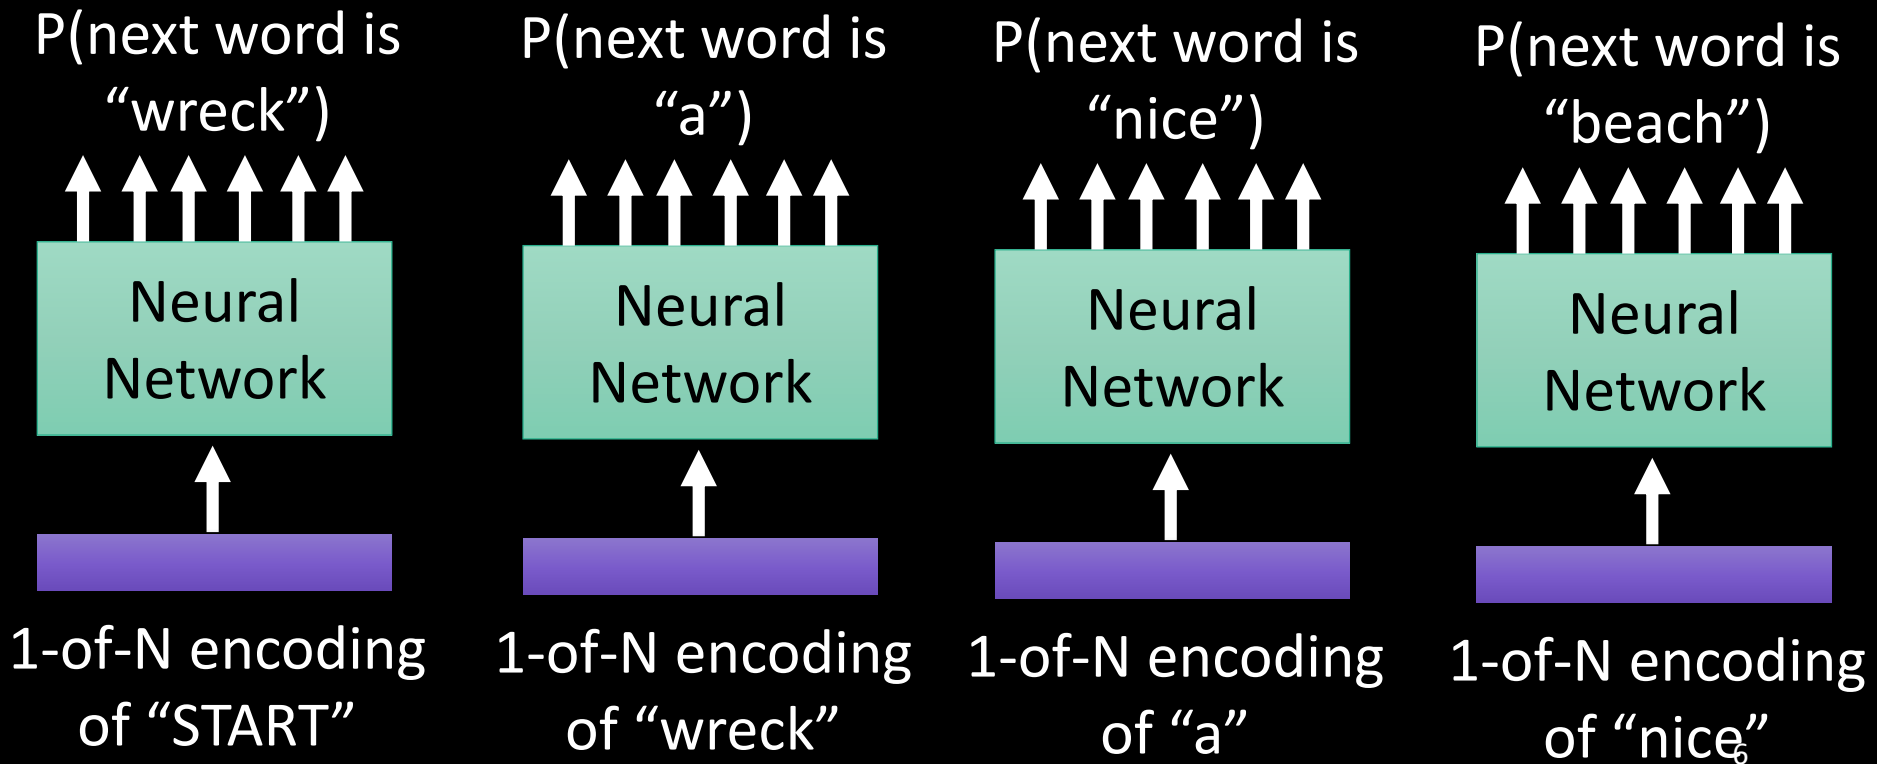 P(next word is
“wreck”)
P(next word is
“a”)
P(next word is
“nice”)
P(next word is
“beach”)
Neural
Network
Neural
Network
Neural
Network
Neural
Network
1-of-N encoding
of “START”
1-of-N encoding
of “wreck”
1-of-N encoding
of “a”
1-of-N encoding
of “nice”
6